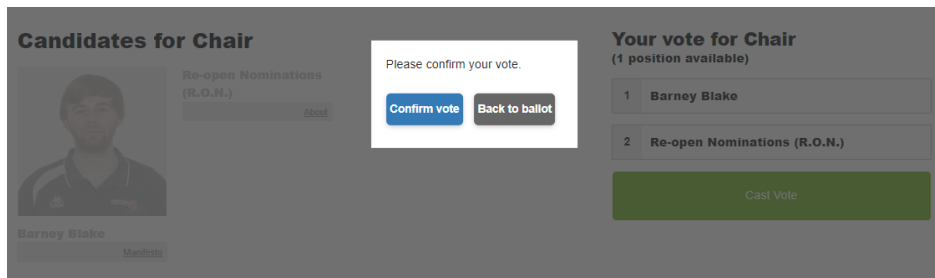 Candidates for Chair
Re-open Nominations
(R.O.N.)
About
Barney Blake
Manifesto
Please confirm your vote.
Confirm vote
Back to ballot
Your vote for Chair
(1 position available)
1 Barney Blake
2 Re-open Nominations (R.O.N.)
Cast Vote